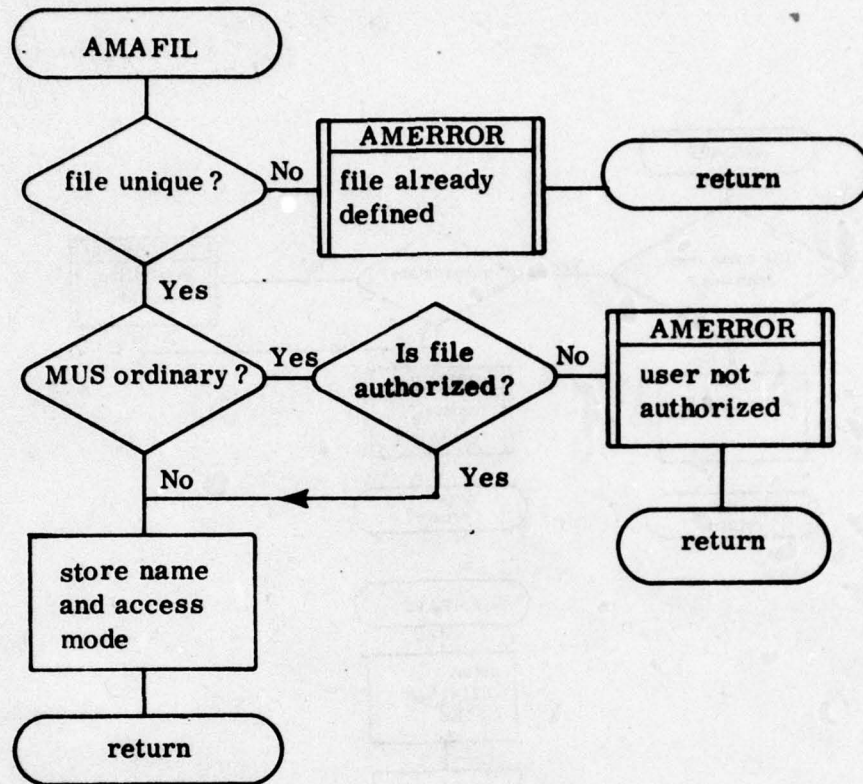 AMAFIL
file unique?
No
AMERROR
file already
defined
return
Yes
MUS ordinary?
Yes
Is file
authorized?
No
AMERROR
user not
authorized
No
Yes
return
store name
and access
mode
return